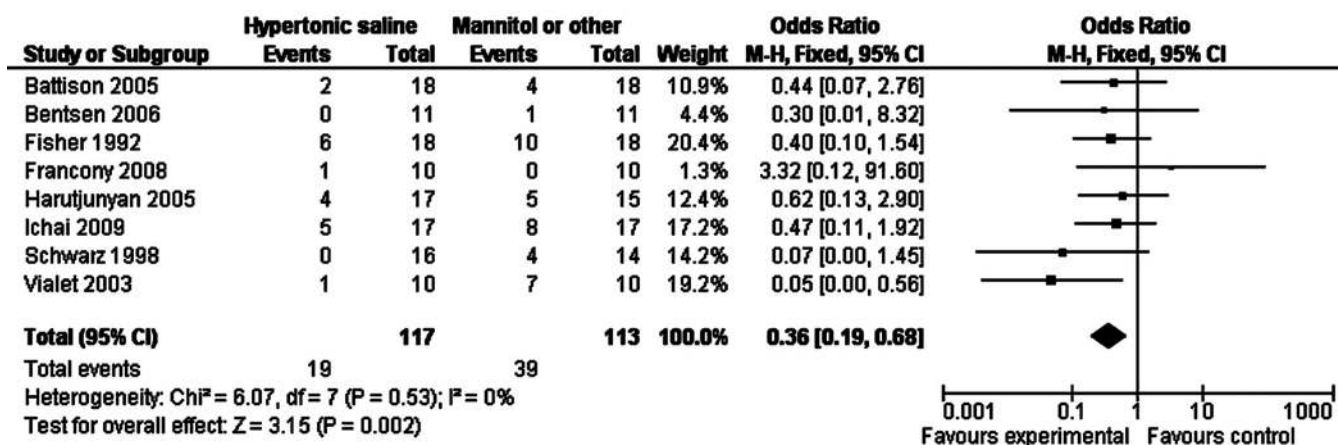 Hypertonic saline Mannitol or other Odds Ratio Odds Ratio
Study or Subgroup Events Total Events Total Weight M-H, Fixed, 95% CI M-H, Fixed, 95% CI
Battison 2005 2 18 4 18 10.9% 0.44 [0.07, 2.76]
Bentsen 2006 0 11 1 11 4.4% 0.30 [0.01, 8.32]
Fisher 1992 6 18 10 18 20.4% 0.40 [0.10, 1.54]
Francony 2008 1 10 0 10 1.3% 3.32 [0.12, 91.60]
Harutjunyan 2005 4 17 5 15 12.4% 0.62 [0.13, 2.90]
Ichai 2009 5 17 8 17 17.2% 0.47 [0.11, 1.92]
Schwarz 1998 0 16 4 14 14.2% 0.07 [0.00, 1.45]
Vialet 2003 1 10 7 10 19.2% 0.05 [0.00, 0.56]
Total (95% CI) 117 113 100.0% 0.36 [0.19, 0.68]
Total events 19 39
Heterogeneity: Chi² = 6.07, df = 7 (P = 0.53); I² = 0%
Test for overall effect: Z = 3.15 (P = 0.002)
0.001 0.1 1 10 1000
Favours experimental Favours control